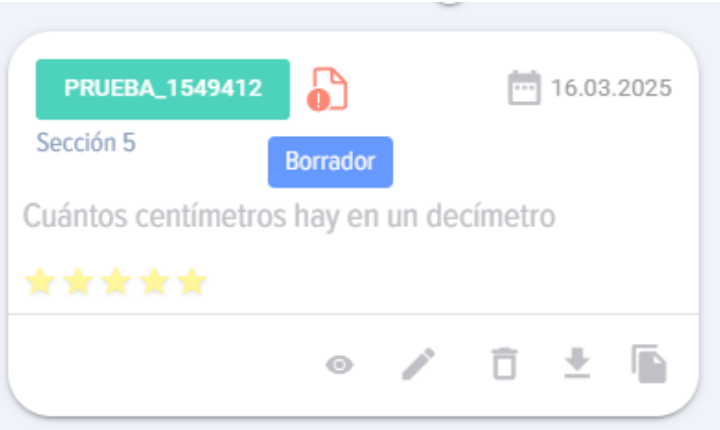 PRUEBA_1549412
16.03.2025
Sección 5
Borrador
Cuántos centímetros hay en un decímetro